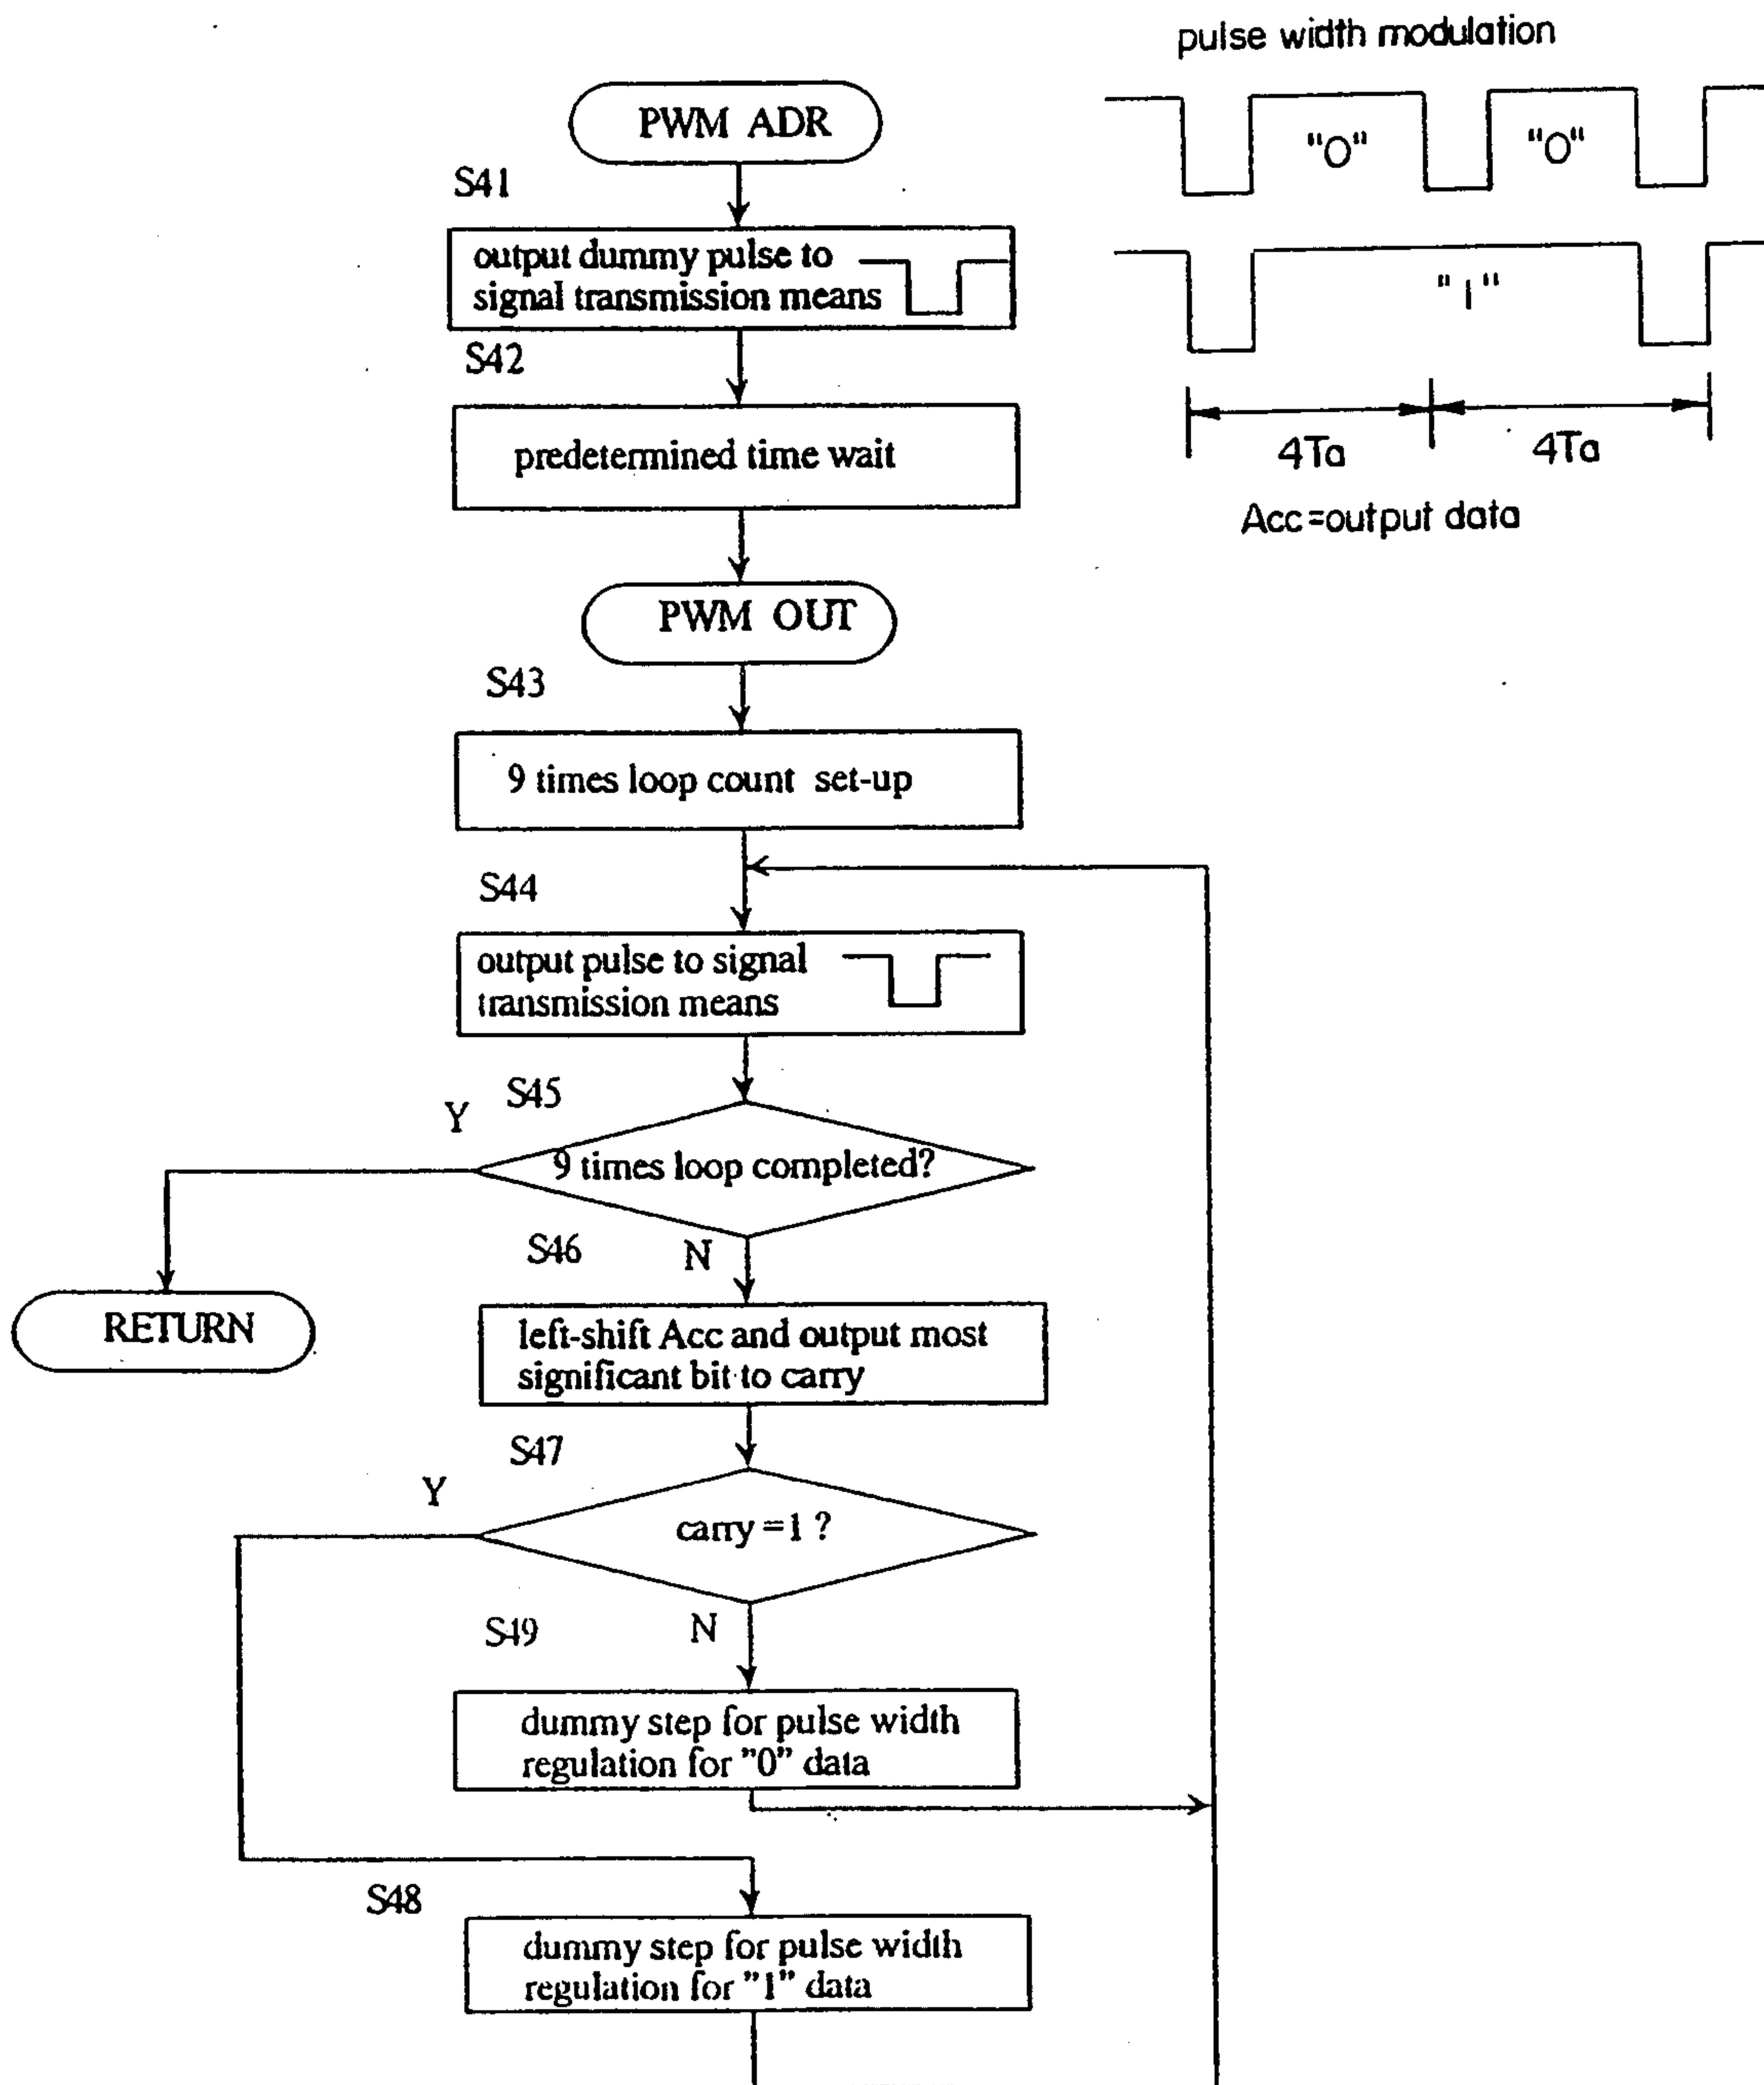 pulse width modulation
"0" "0"
"1"
4Ta 4Ta
Acc=output data
PWM ADR
S41
output dummy pulse to
signal transmission means
S42
predetermined time wait
PWM OUT
S43
9 times loop count set-up
S44
output pulse to signal
transmission means
S45
Y
9 times loop completed?
S46
N
RETURN
left-shift Acc and output most
significant bit to carry
S47
Y
carry =1 ?
S49
N
dummy step for pulse width
regulation for "0" data
S48
dummy step for pulse width
regulation for "1" data